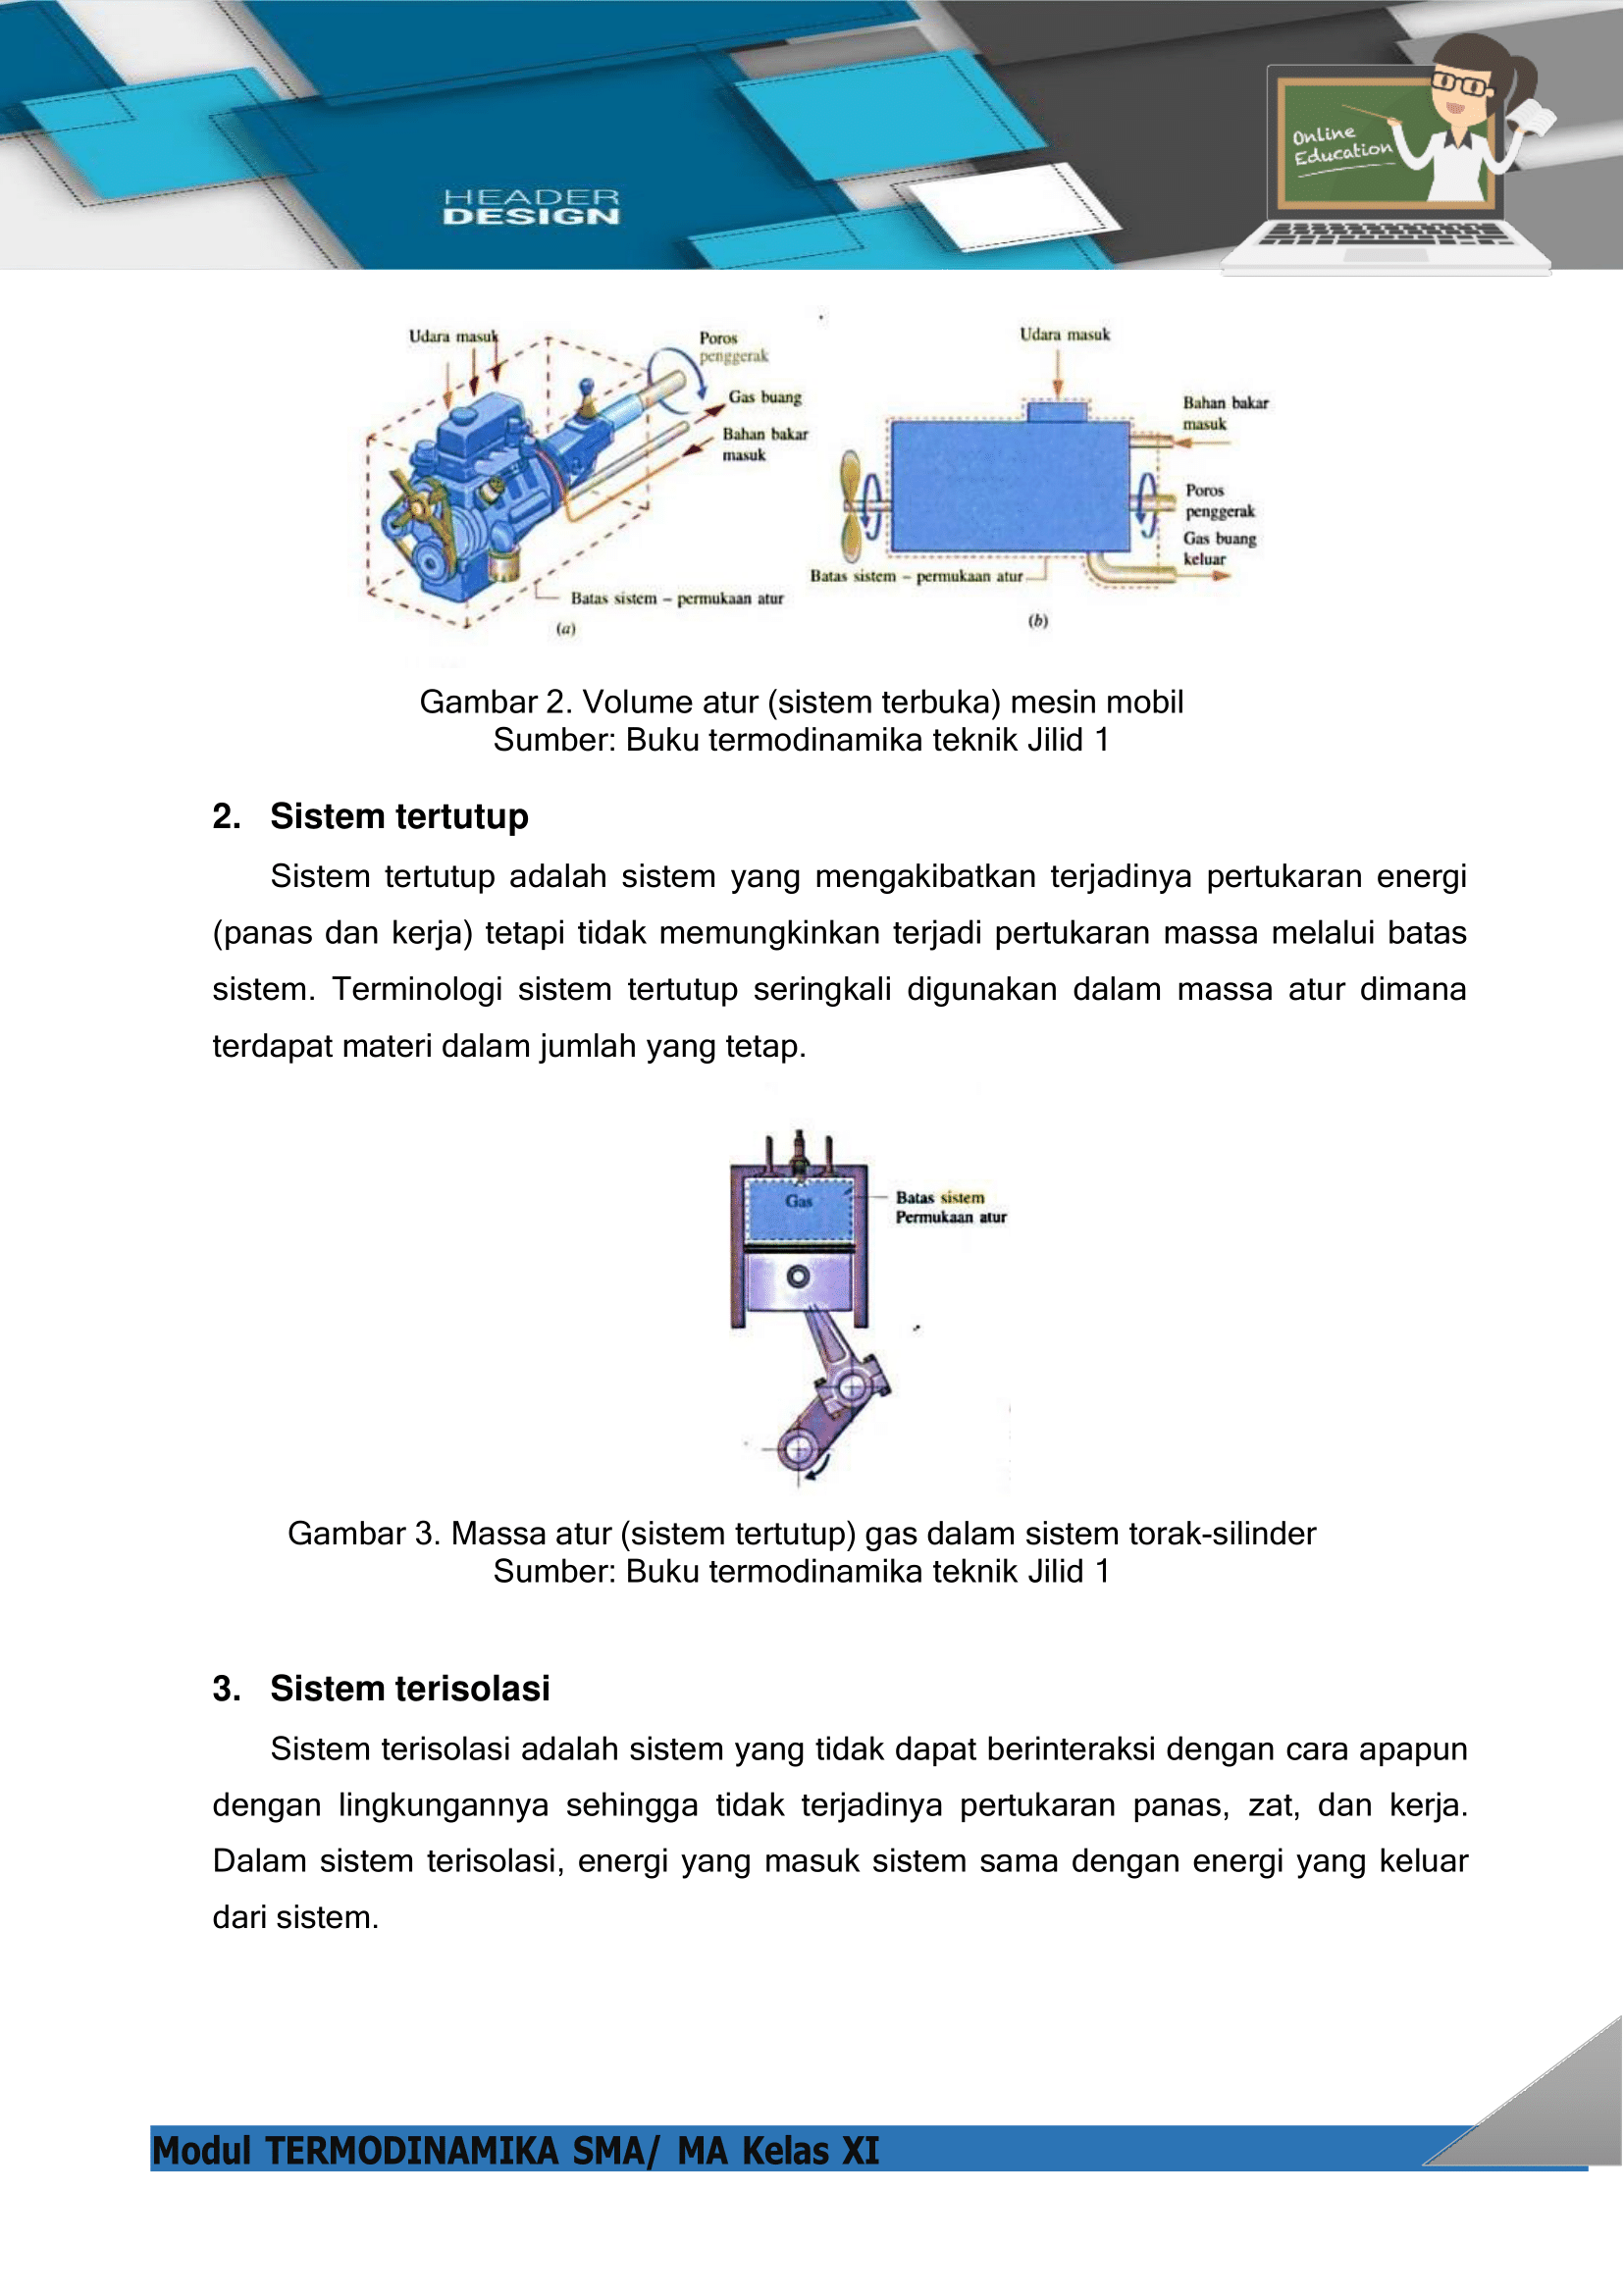 HEADER
DESIGN
Online
Education
Udara masuk
Poros
penggerak
Gas buang
Bahan bakar
masuk
Batas sistem – permukaan atur
(a)
Udara masuk
Bahan bakar
masuk
Poros
penggerak
Gas buang
keluar
Batas sistem – permukaan atur
(b)
Gambar 2. Volume atur (sistem terbuka) mesin mobil
Sumber: Buku termodinamika teknik Jilid 1
2. Sistem tertutup
Sistem tertutup adalah sistem yang mengakibatkan terjadinya pertukaran energi
(panas dan kerja) tetapi tidak memungkinkan terjadi pertukaran massa melalui batas
sistem. Terminologi sistem tertutup seringkali digunakan dalam massa atur dimana
terdapat materi dalam jumlah yang tetap.
Gas
Batas sistem
Permukaan atur
Gambar 3. Massa atur (sistem tertutup) gas dalam sistem torak-silinder
Sumber: Buku termodinamika teknik Jilid 1
3. Sistem terisolasi
Sistem terisolasi adalah sistem yang tidak dapat berinteraksi dengan cara apapun
dengan lingkungannya sehingga tidak terjadinya pertukaran panas, zat, dan kerja.
Dalam sistem terisolasi, energi yang masuk sistem sama dengan energi yang keluar
dari sistem.
Modul TERMODINAMIKA SMA/ MA Kelas XI